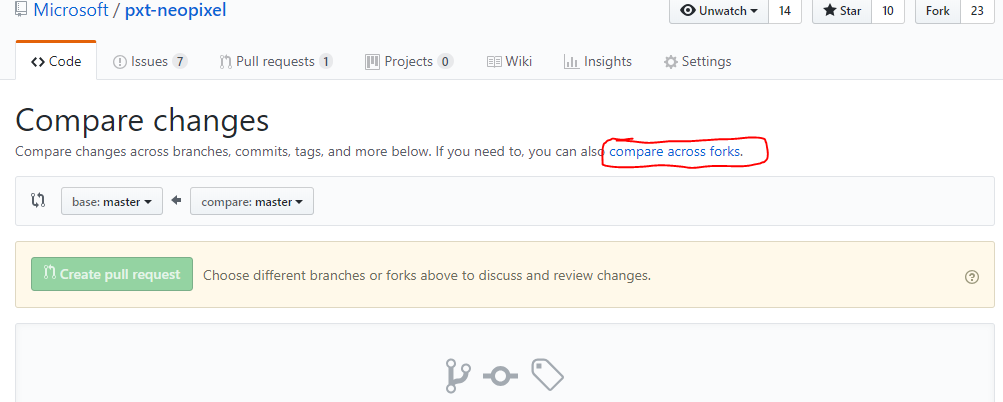 Microsoft / pxt-neopixel
Unwatch 14 Star 10 Fork 23
Code Issues 7 Pull requests 1 Projects 0 Wiki Insights Settings
Compare changes
Compare changes across branches, commits, tags, and more below. If you need to, you can also compare across forks.
base: master compare: master
Create pull request Choose different branches or forks above to discuss and review changes.